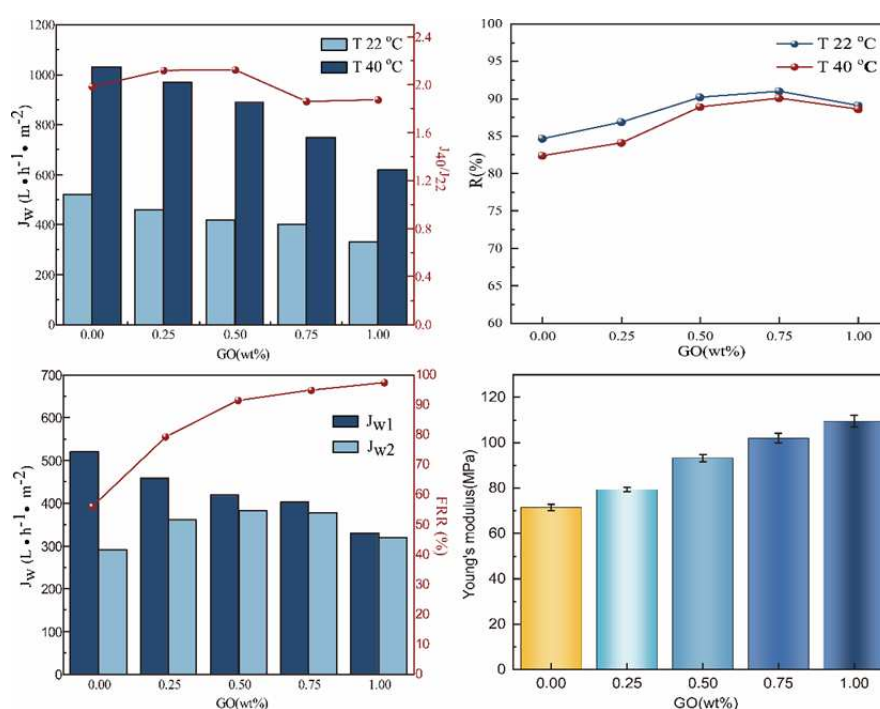 1200
1000
800
600
400
200
0
J_W (L • h⁻¹ • m⁻²)
T 22 °C
T 40 °C
2.4
2.0
1.6
1.2
0.8
0.4
0.0
J₄₀/J₂₂
0.00 0.25 0.50 0.75 1.00
GO(wt%)
100
95
90
85
80
75
70
65
60
R(%)
T 22 °C
T 40 °C
0.00 0.25 0.50 0.75 1.00
GO(wt%)
700
600
500
400
300
200
100
0
J_W (L • h⁻¹ • m⁻²)
J_w1
J_w2
100
90
80
70
60
50
40
30
20
10
0
FRR (%)
0.00 0.25 0.50 0.75 1.00
GO(wt%)
120
100
80
60
40
20
0
Young's modulus(MPa)
0.00 0.25 0.50 0.75 1.00
GO(wt%)